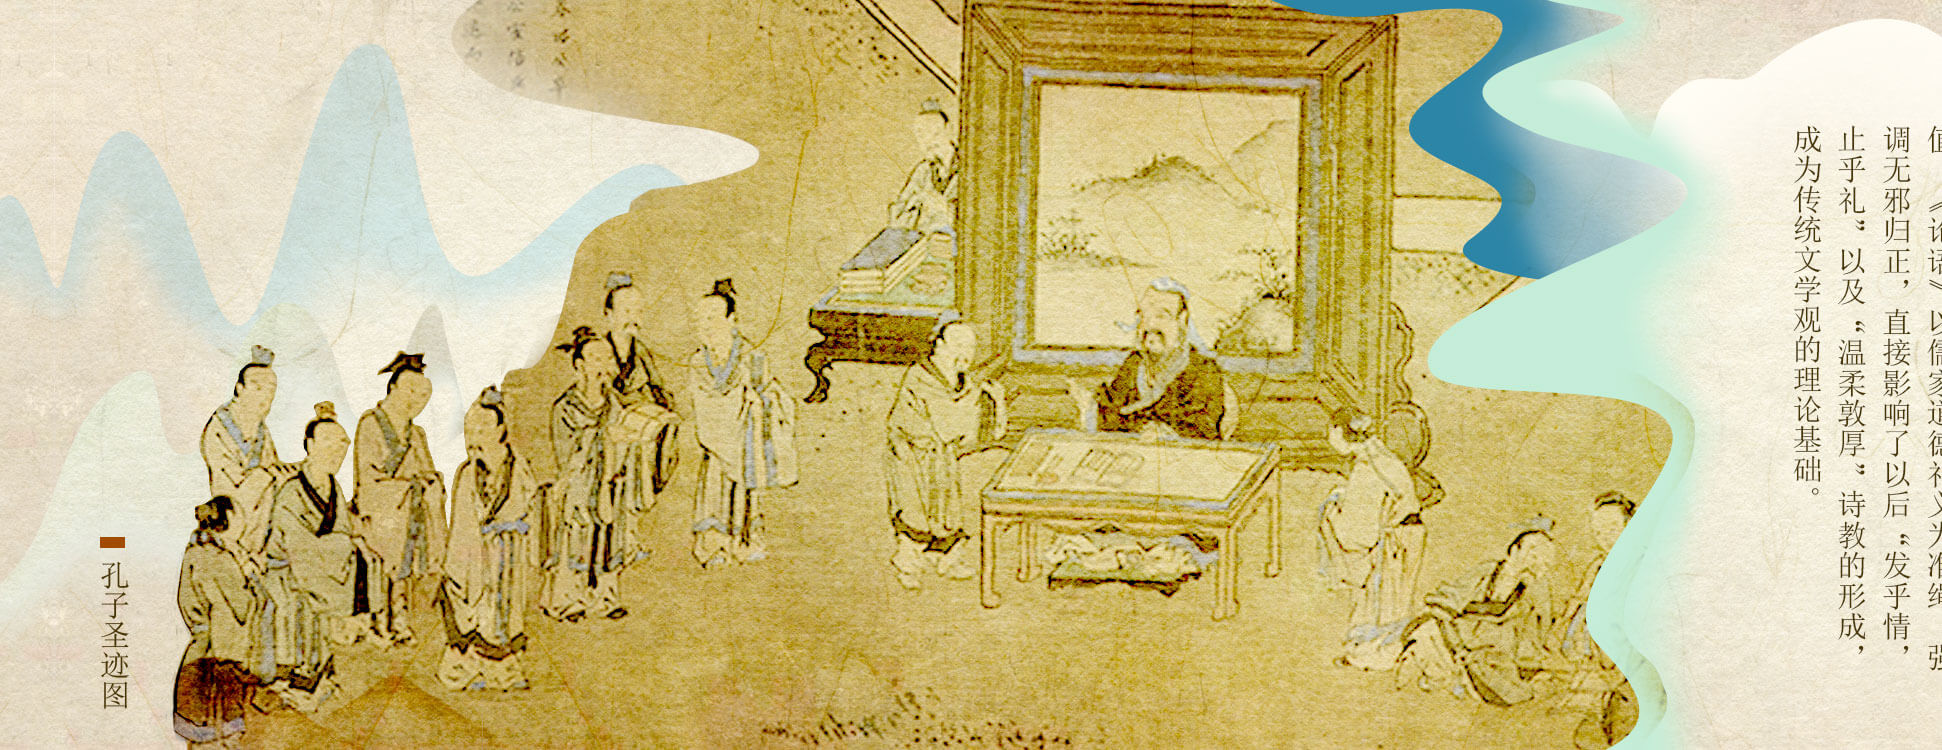 值 《论语》以儒家道德礼义为准绳 强
调无邪归正，直接影响了以后“发乎情，
止乎礼”以及“温柔敦厚”诗教的形成，
成为传统文学观的理论基础。
孔子圣迹图